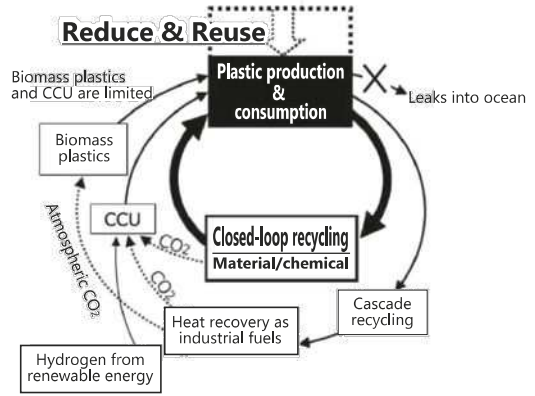 Reduce & Reuse
Plastic production
&
consumption
Biomass plastics
and CCU are limited
Leaks into ocean
Biomass
plastics
CCU
Closed-loop recycling
Material/chemical
CO2
CO2
Atmospheric CO2
Cascade
recycling
Heat recovery as
industrial fuels
Hydrogen from
renewable energy